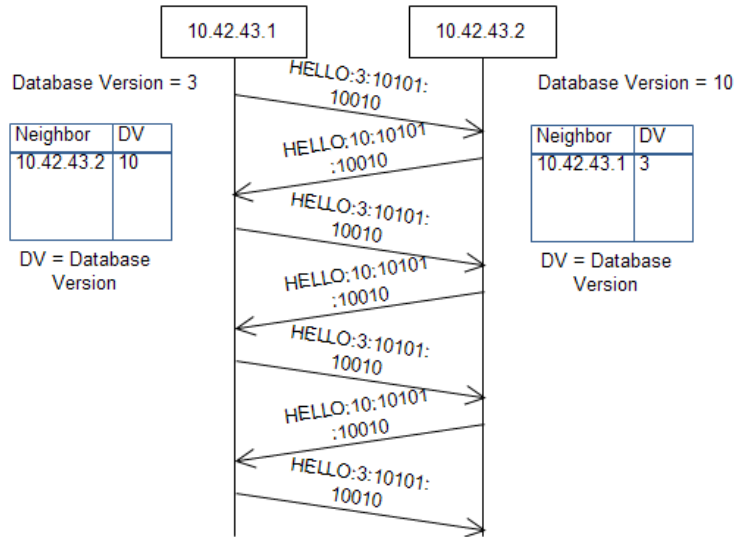 10.42.43.1
10.42.43.2
Database Version = 3
Neighbor DV
10.42.43.2 10
DV = Database
Version
HELLO:3:10101:
10010
HELLO:10:10101
:10010
HELLO:3:10101:
10010
HELLO:10:10101
:10010
HELLO:3:10101:
10010
HELLO:10:10101
:10010
HELLO:3:10101:
10010
Database Version = 10
Neighbor DV
10.42.43.1 3
DV = Database
Version